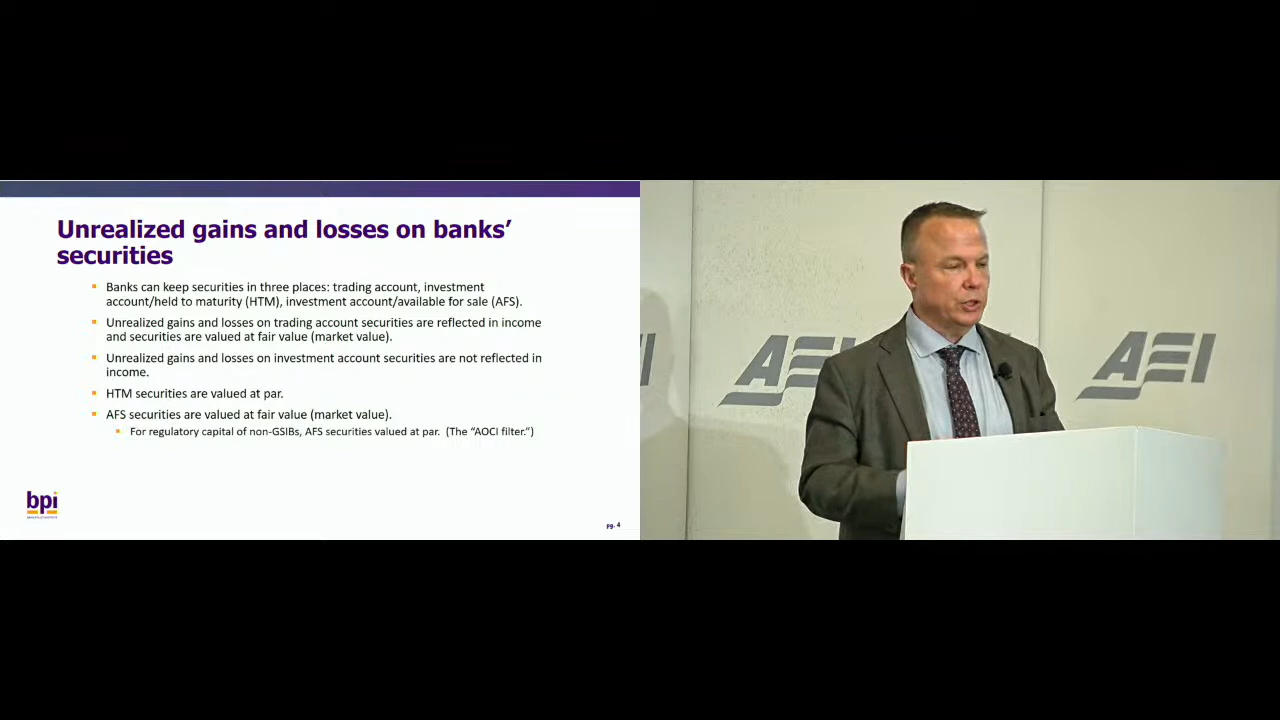 Unrealized gains and losses on banks’
securities
Banks can keep securities in three places: trading account, investment
account/held to maturity (HTM), investment account/available for sale (AFS).
Unrealized gains and losses on trading account securities are reflected in income
and securities are valued at fair value (market value).
Unrealized gains and losses on investment account securities are not reflected in
income.
HTM securities are valued at par.
AFS securities are valued at fair value (market value).
For regulatory capital of non-GSIBs, AFS securities valued at par. (The “AOCI filter.”)
bpi
Pg. 4
AEI
AEI